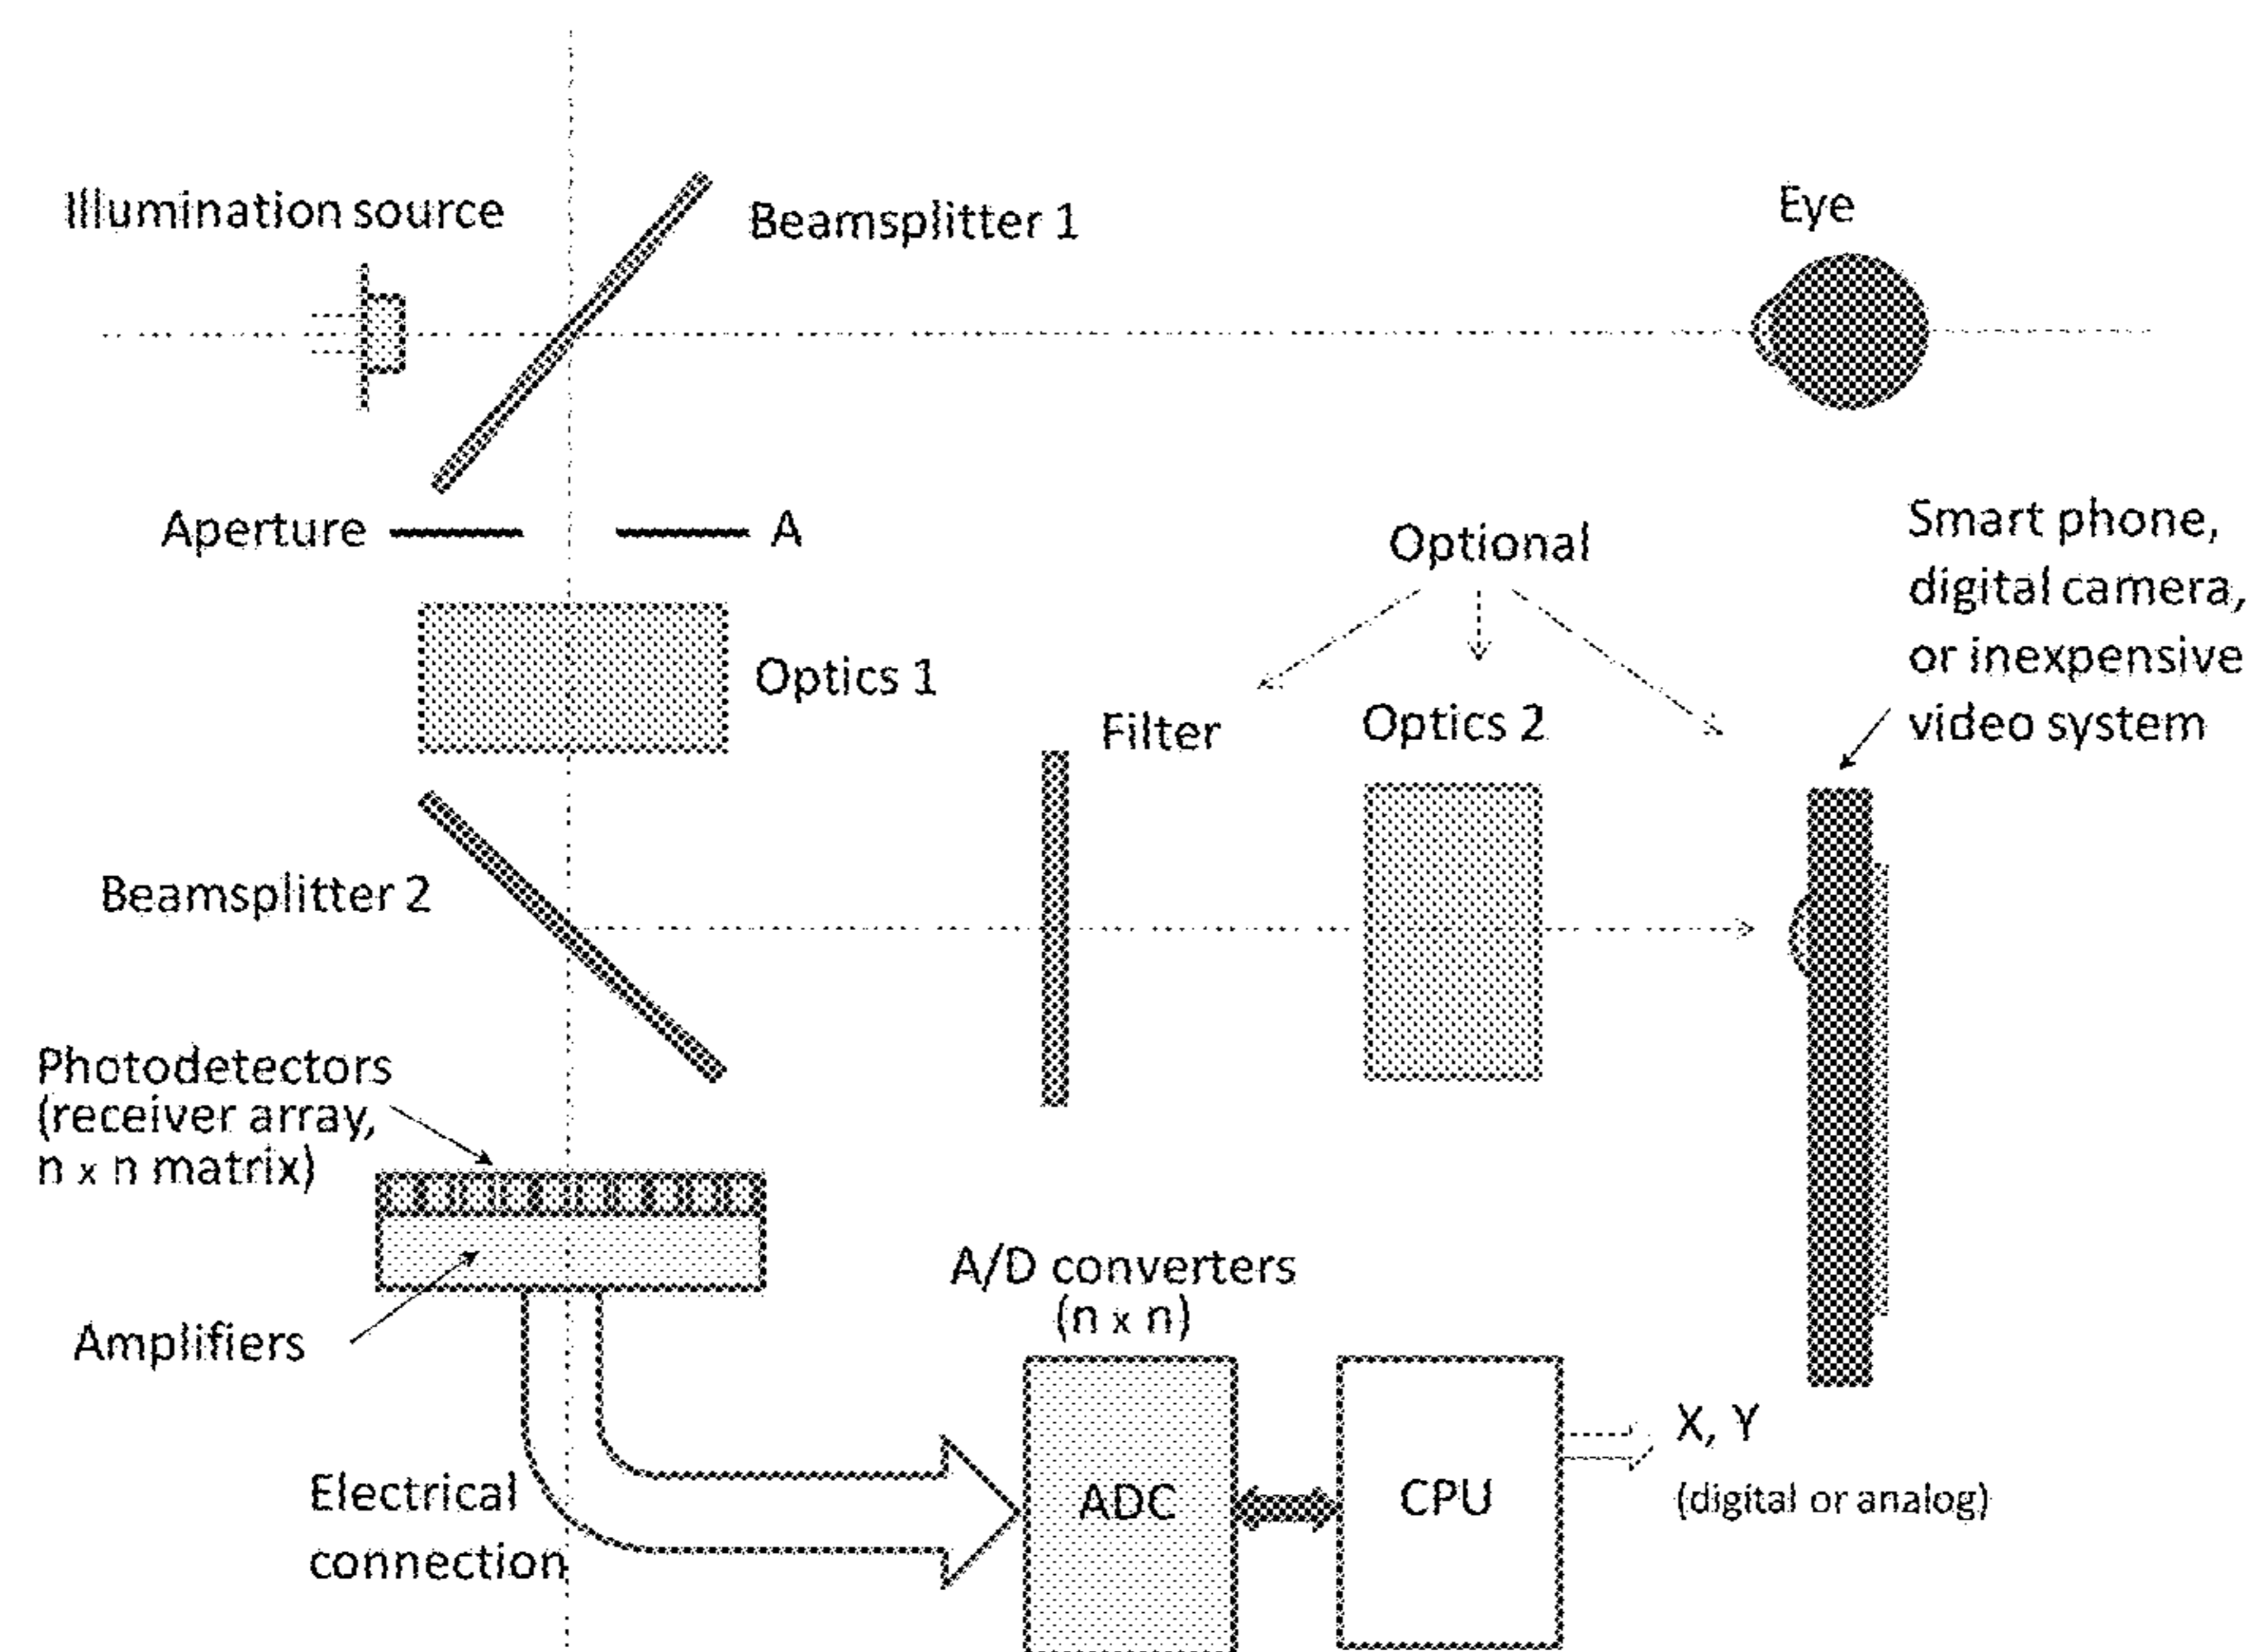 Illumination source
Beamsplitter 1
Eye
Aperture
A
Optional
Smart phone,
digital camera,
or inexpensive
video system
Optics 1
Filter
Optics 2
Beamsplitter 2
Photodetectors
(receiver array,
n x n matrix)
Amplifiers
A/D converters
(n x n)
Electrical
connection
ADC
CPU
X, Y
(digital or analog)